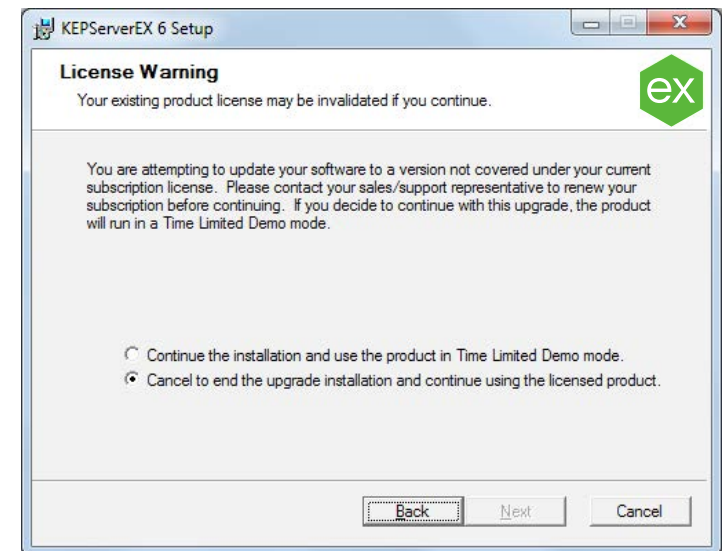 KEPServerEX 6 Setup
License Warning
Your existing product license may be invalidated if you continue.
ex
You are attempting to update your software to a version not covered under your current
subscription license. Please contact your sales/support representative to renew your
subscription before continuing. If you decide to continue with this upgrade, the product
will run in a Time Limited Demo mode.
Continue the installation and use the product in Time Limited Demo mode.
Cancel to end the upgrade installation and continue using the licensed product.
Back Next Cancel